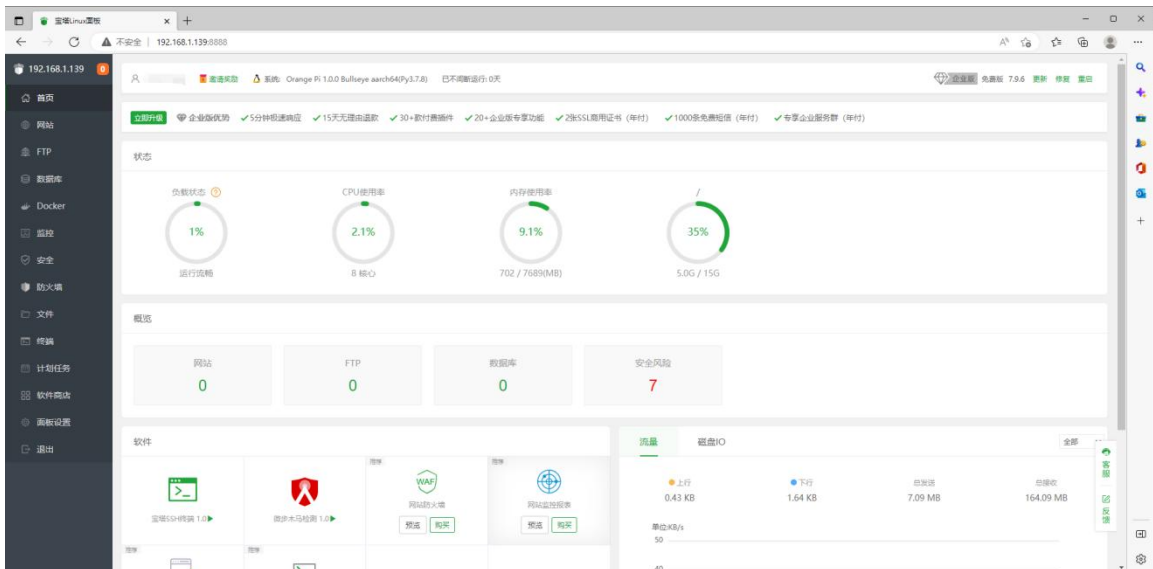 宝塔Linux面板
不安全 | 192.168.1.139:8888
192.168.1.139 0
首页
网站
FTP
数据库
Docker
监控
安全
防火墙
文件
终端
计划任务
软件商店
面板设置
退出
邀请奖励 系统: Orange Pi 1.0.0 Bullseye aarch64(Py3.7.8) 已不间断运行: 0天 企业版 免费版 7.9.6 更新 修复 重启
立即升级 企业版优势 5分钟极速响应 15天无理由退款 30+款付费插件 20+企业版专享功能 2张SSL商用证书（年付） 1000条免费短信（年付） 专享企业服务群（年付）
状态
负载状态 CPU使用率 内存使用率 /
1% 2.1% 9.1% 35%
运行流畅 8 核心 702 / 7689(MB) 5.0G / 15G
概览
网站 FTP 数据库 安全风险
0 0 0 7
软件
推荐 推荐
WAF
宝塔SSH终端 1.0 微步木马检测 1.0 网站防火墙 网站监控报表
预览 购买 预览 购买
推荐 推荐
流量 磁盘IO 全部
上行 下行 总发送 总接收
0.43 KB 1.64 KB 7.09 MB 164.09 MB
单位:KB/s
50
40
客服
反馈